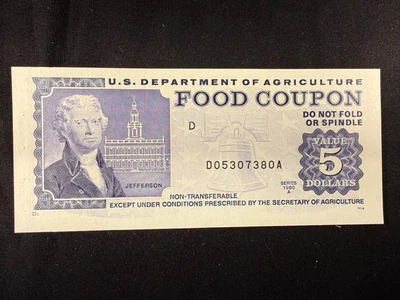 U.S. DEPARTMENT OF AGRICULTURE
FOOD COUPON
DO NOT FOLD
OR SPINDLE
D
D05307380A
VALUE
5
DOLLARS
JEFFERSON
SERIES
1980
A
NON-TRANSFERABLE
EXCEPT UNDER CONDITIONS PRESCRIBED BY THE SECRETARY OF AGRICULTURE